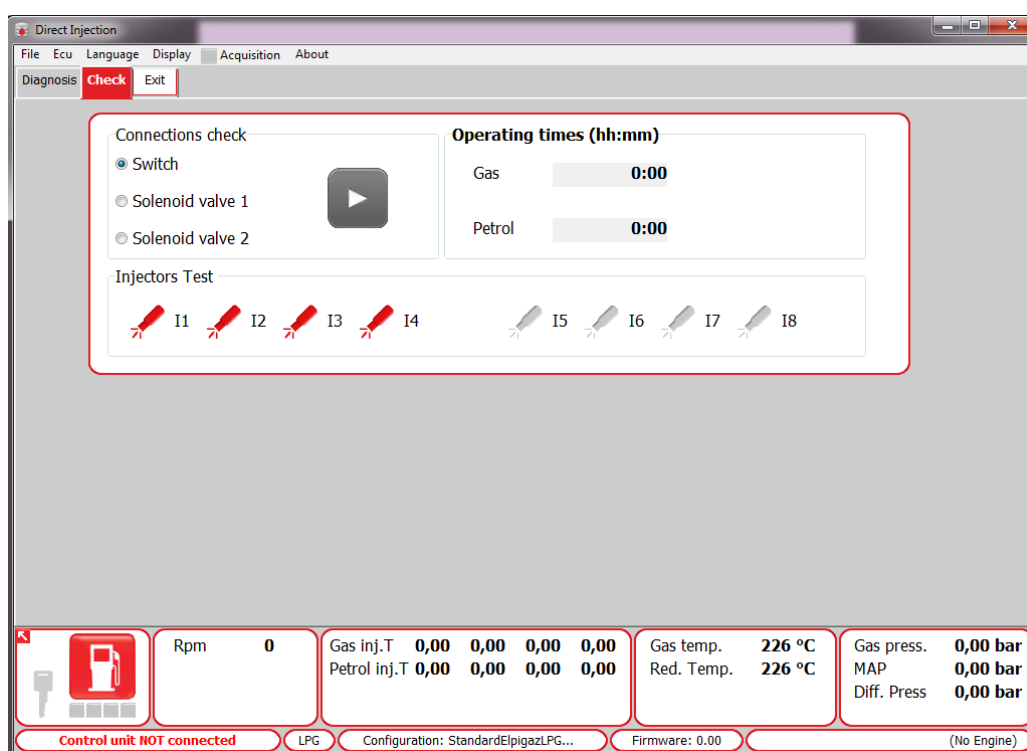 Direct Injection
File Ecu Language Display Acquisition About
Diagnosis Check Exit
Connections check
Switch
Solenoid valve 1
Solenoid valve 2
Operating times (hh:mm)
Gas 0:00
Petrol 0:00
Injectors Test
I1 I2 I3 I4 I5 I6 I7 I8
Rpm 0
Gas inj.T 0,00 0,00 0,00 0,00
Petrol inj.T 0,00 0,00 0,00 0,00
Gas temp. 226 °C
Red. Temp. 226 °C
Gas press. 0,00 bar
MAP 0,00 bar
Diff. Press 0,00 bar
Control unit NOT connected LPG Configuration: StandardElpigazLPG... Firmware: 0.00 (No Engine)